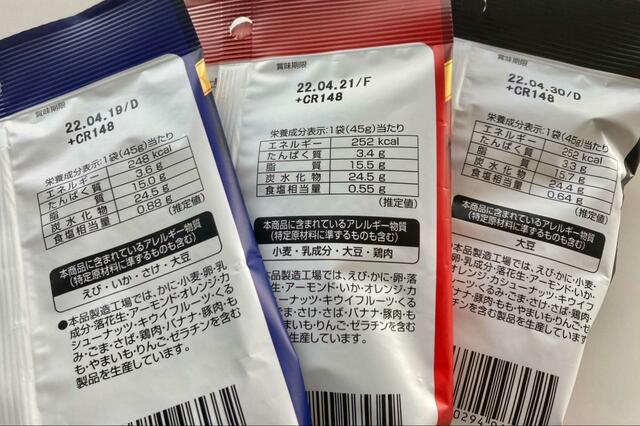 賞味期限
22.04.19/D
+CR148
栄養成分表示:1袋(45g)当たり
エネルギー 248 kcal
たんぱく質 3.6 g
脂質 15.0 g
炭水化物 24.5 g
食塩相当量 0.88 g
(推定値)
本商品に含まれているアレルギー物質
(特定原材料に準ずるものも含む)
えび・いか・さけ・大豆
●本品製造工場では、かに・小麦・卵・乳
成分・落花生・アーモンド・オレンジ・カ
シューナッツ・キウイフルーツ・くる
み・ごま・さば・鶏肉・バナナ・豚肉・も
も・やまいも・りんご・ゼラチンを含む
製品を生産しています。
賞味期限
22.04.21/F
+CR148
栄養成分表示:1袋(45g)当たり
エネルギー 252 kcal
たんぱく質 3.4 g
脂質 15.5 g
炭水化物 24.5 g
食塩相当量 0.55 g
(推定値)
本商品に含まれているアレルギー物質
(特定原材料に準ずるものも含む)
小麦・乳成分・大豆・鶏肉
品製造工場では、えび・かに・卵・落
生・アーモンド・いか・オレンジ・カ
ューナッツ・キウイフルーツ・くる
・ごま・さけ・さば・バナナ・豚肉・も
やまいも・りんご・ゼラチンを含む
品を生産しています。
賞味期限
22.04.30/D
+CR148
栄養成分表示:1袋(45g)当たり
エネルギー kcal
たんぱく質 g
脂質 15.7 g
炭水化物 24.4 g
食塩相当量 0.64 g
(推定値)
本商品に含まれているアレルギー物質
(特定原材料に準ずるものも含む)
大豆
品製造工場では、えび・かに・小麦・
卵・乳成分・落花生・アーモンド・いか・
オレンジ・カシューナッツ・キウイフ
ルーツ・くるみ・ごま・さけ・さば・鶏肉・
バナナ・豚肉・もも・やまいも・りんご・ゼ
ラチンを含む製品を生産しています。